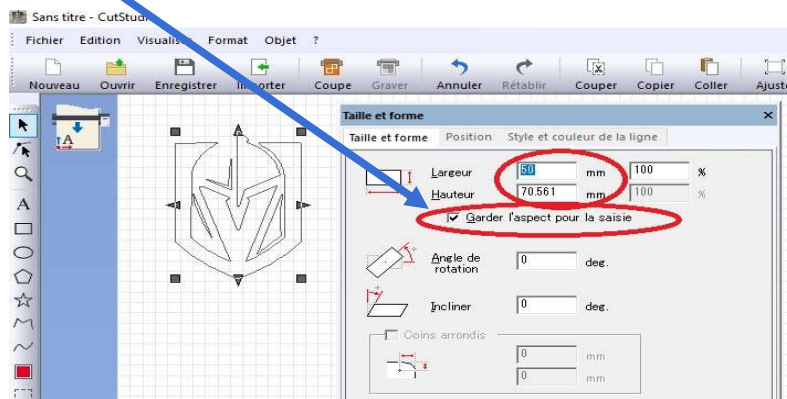 Sans titre - CutStud
Fichier Edition Visualiser Format Objet ?
Nouveau Ouvrir Enregistrer Importer Coupe Graver Annuler Rétablir Couper Copier Coller Ajuste
Taille et forme ×
Taille et forme Position Style et couleur de la ligne
A
Largeur 50 mm 100 %
Hauteur 70.561 mm 100 %
Garder l'aspect pour la saisie
A
Angle de rotation 0 deg.
Incliner 0 deg.
Coins arrondis
0 mm
0 mm